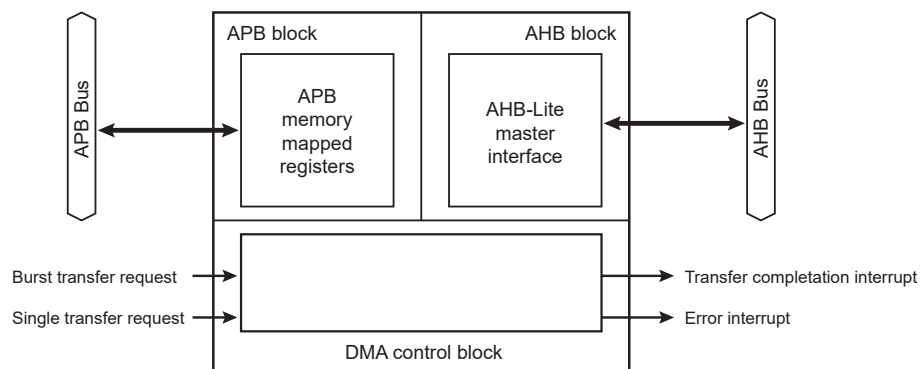 APB block
AHB block
APB Bus
APB
memory
mapped
registers
AHB-Lite
master
interface
AHB Bus
Burst transfer request
Transfer completation interrupt
Single transfer request
Error interrupt
DMA control block